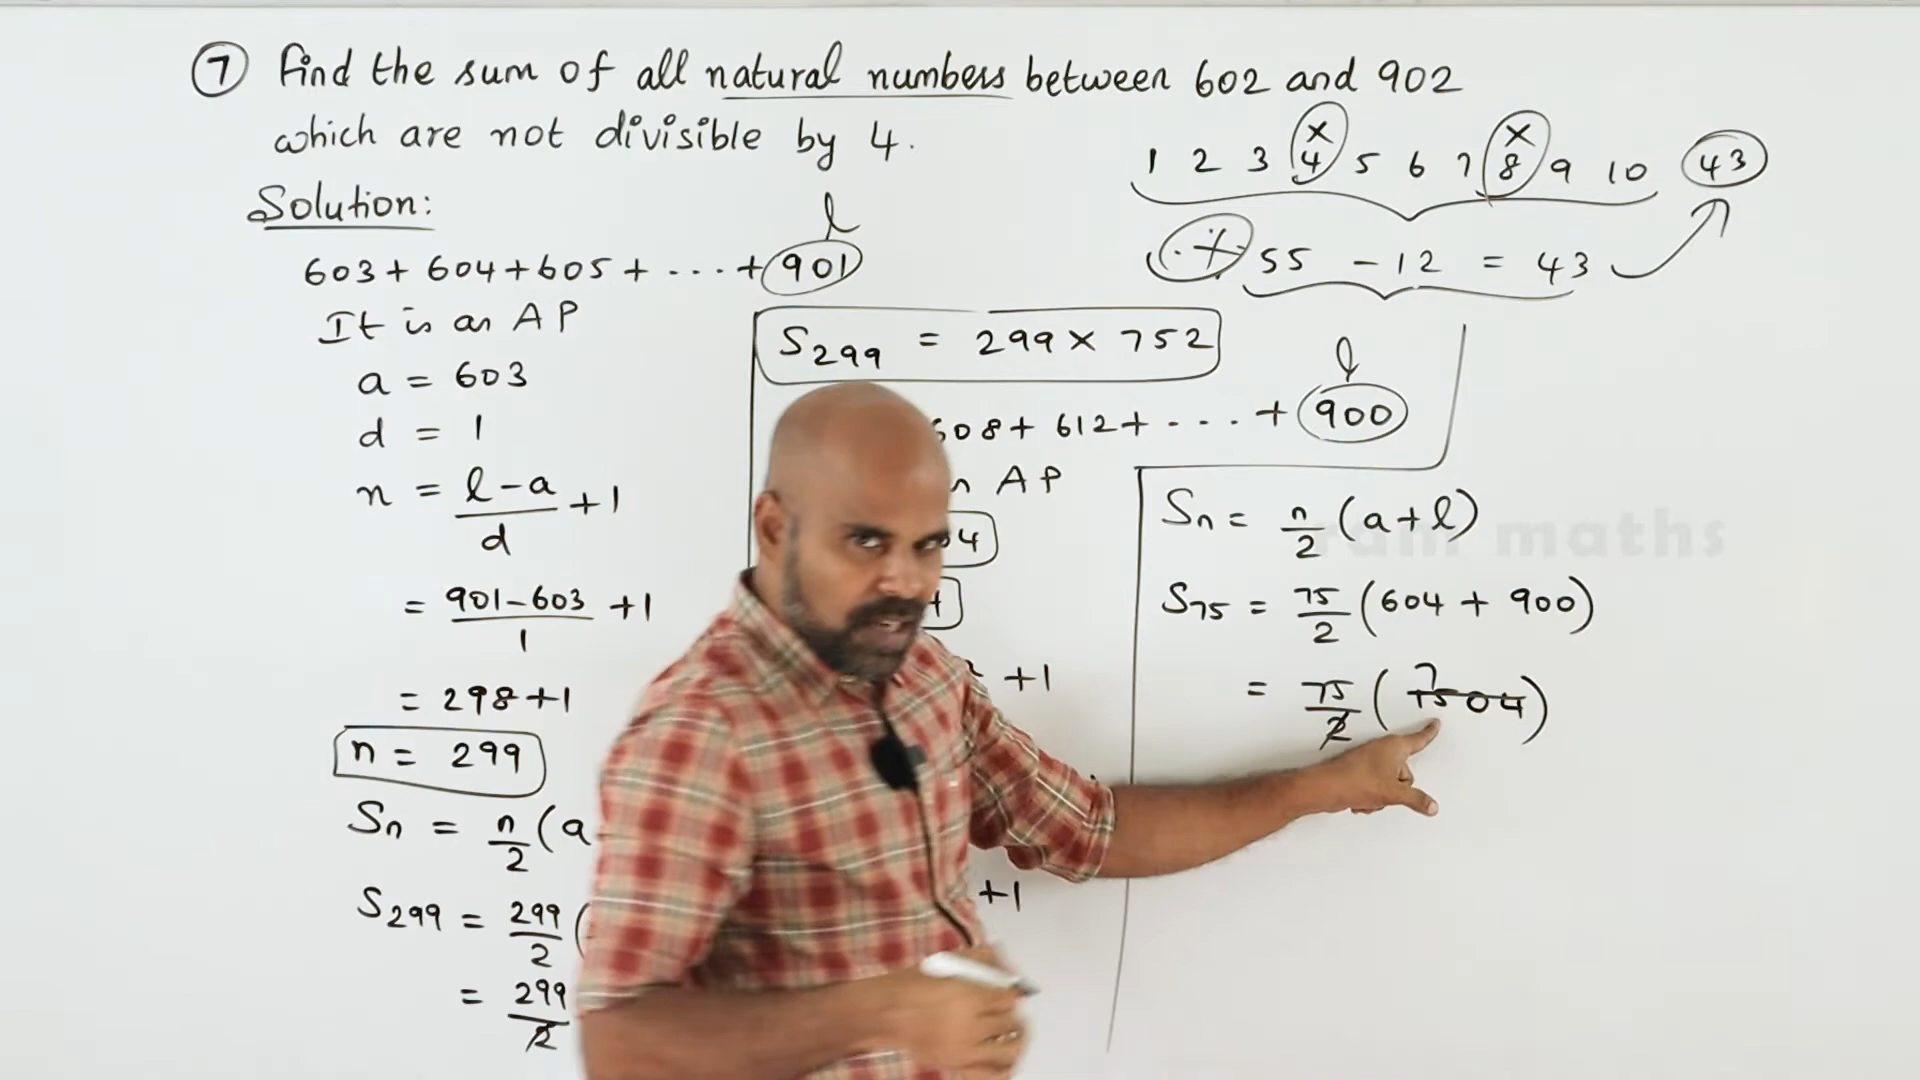 7 Find the sum of all natural numbers between 602 and 902
which are not divisible by 4.
Solution:
603 + 604 + 605 + ... + 901
l
It is an AP
a = 603
d = 1
n = l-a/d + 1
= 901-603/1 + 1
= 298 + 1
n = 299
Sn = n/2 (a
S299 = 299/2 (
= 299/2
1 2 3 4 5 6 7 8 9 10 43
x x
+ 55 - 12 = 43
S299 = 299 × 752
608 + 612 + ... + 900
l
AP
4
+1
+1
Sn = n/2 (a+l)
S75 = 75/2 (604 + 900)
= 75/2 (1504)
7
ram maths